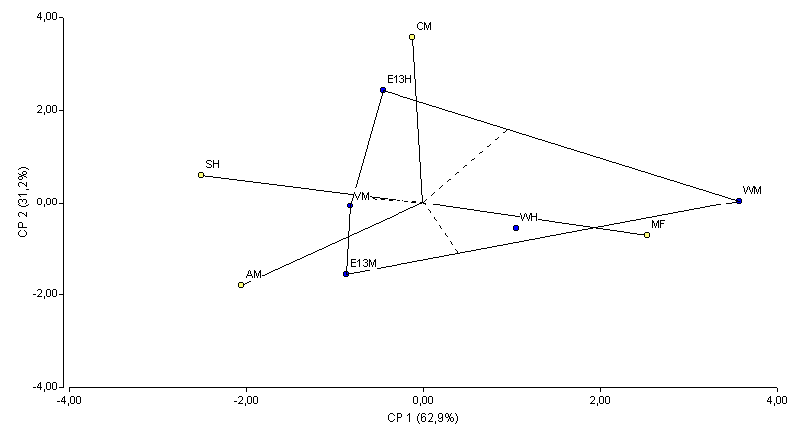 4,00
CM
E13H
2,00
SH
VM
WM
0,00
WH
MF
CP 2 (31,2%)
E13M
AM
-2,00
-4,00
-4,00 -2,00 0,00 2,00 4,00
CP 1 (62,9%)